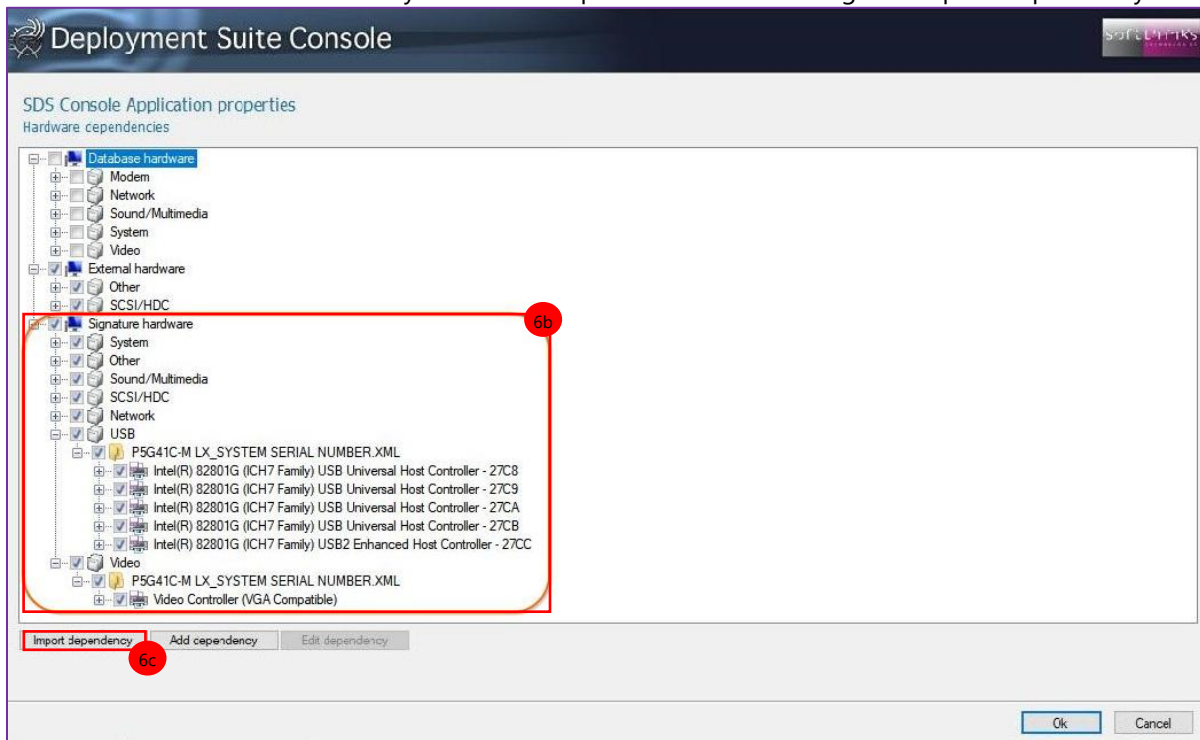 Deployment Suite Console
SDS Console Application properties
Hardware cependencies
Database hardware
Modem
Network
Sound/Multimedia
System
Video
External hardware
Other
SCSI/HDC
Signature hardware
6b
System
Other
Sound/Multimedia
SCSI/HDC
Network
USB
P5G41C-M LX_SYSTEM SERIAL NUMBER.XML
Intel(R) 82801G (ICH7 Family) USB Universal Host Controller - 27C8
Intel(R) 82801G (ICH7 Family) USB Universal Host Controller - 27C9
Intel(R) 82801G (ICH7 Family) USB Universal Host Controller - 27CA
Intel(R) 82801G (ICH7 Family) USB Universal Host Controller - 27CB
Intel(R) 82801G (ICH7 Family) USB2 Enhanced Host Controller - 27CC
Video
P5G41C-M LX_SYSTEM SERIAL NUMBER.XML
Video Controller (VGA Compatible)
Import dependency Add cependency Edit dependency
6c
Ok Cancel